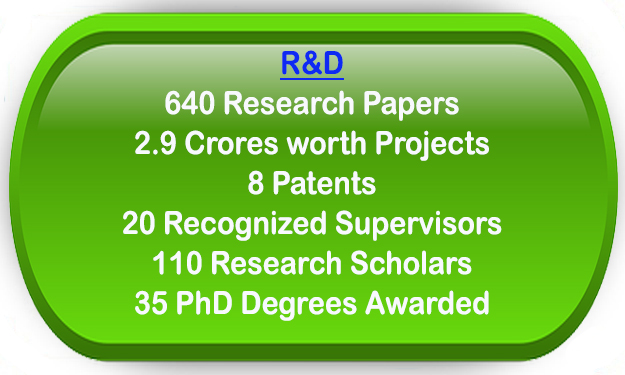 R&D
640 Research Papers
2.9 Crores worth Projects
8 Patents
20 Recognized Supervisors
110 Research Scholars
35 PhD Degrees Awarded